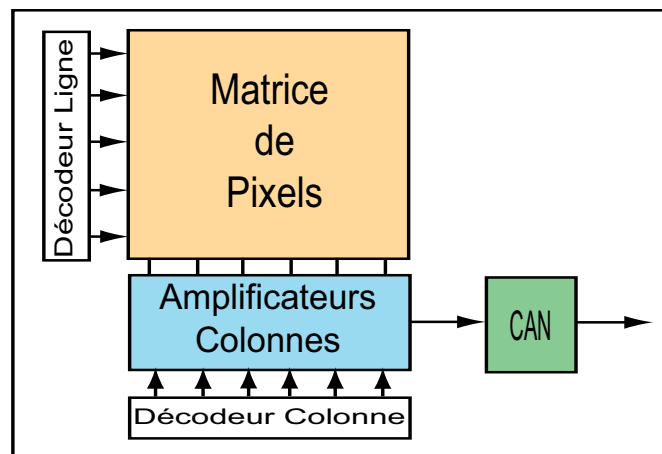 Décodeur Ligne
Matrice
de
Pixels
Amplificateurs
Colonnes
CAN
Décodeur Colonne